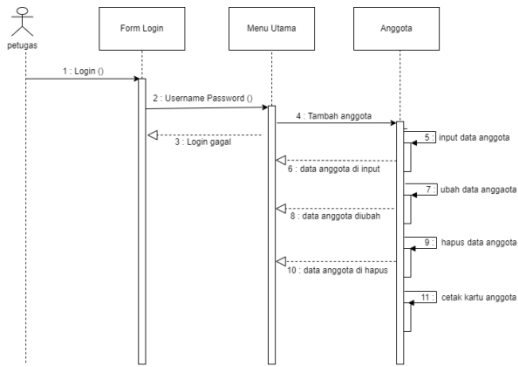 Form Login
Menu Utama
Anggota
petugas
1 : Login ()
2 : Username Password ()
3 : Login gagal
4 : Tambah anggota
5 : input data anggota
6 : data anggota di input
7 : ubah data anggaota
8 : data anggota diubah
9 : hapus data anggota
10 : data anggota di hapus
11 : cetak kartu anggota